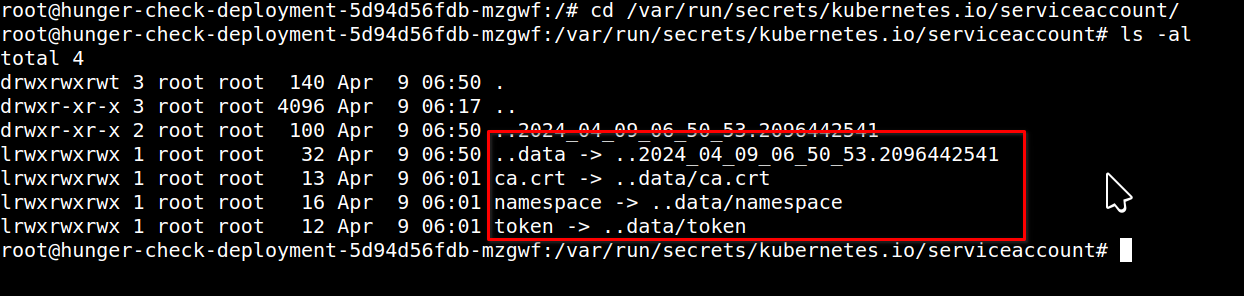 root@hunger-check-deployment-5d94d56fdb-mzgwf:/# cd /var/run/secrets/kubernetes.io/serviceaccount/
root@hunger-check-deployment-5d94d56fdb-mzgwf:/var/run/secrets/kubernetes.io/serviceaccount# ls -al
total 4
drwxrwxrwt 3 root root  140 Apr  9 06:50 .
drwxr-xr-x 3 root root 4096 Apr  9 06:17 ..
drwxr-xr-x 2 root root  100 Apr  9 06:50 ..2024_04_09_06_50_53.2096442541
lrwxrwxrwx 1 root root   32 Apr  9 06:50 ..data -> ..2024_04_09_06_50_53.2096442541
lrwxrwxrwx 1 root root   13 Apr  9 06:01 ca.crt -> ..data/ca.crt
lrwxrwxrwx 1 root root   16 Apr  9 06:01 namespace -> ..data/namespace
lrwxrwxrwx 1 root root   12 Apr  9 06:01 token -> ..data/token
root@hunger-check-deployment-5d94d56fdb-mzgwf:/var/run/secrets/kubernetes.io/serviceaccount#